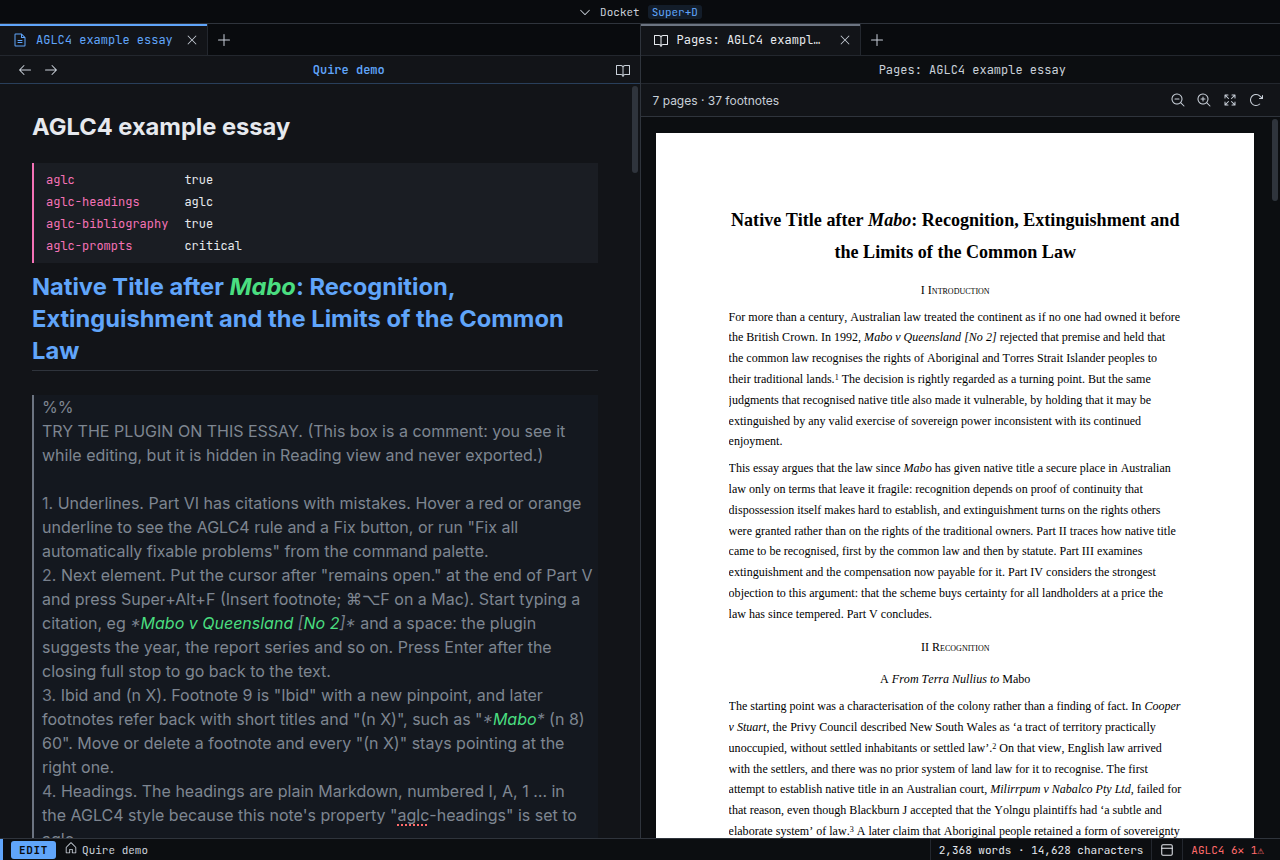 Docket Super+D
AGLC4 example essay
Pages: AGLC4 exampl…
Quire demo
Pages: AGLC4 example essay
7 pages · 37 footnotes
AGLC4 example essay
aglc true
aglc-headings aglc
aglc-bibliography true
aglc-prompts critical
Native Title after Mabo: Recognition,
Extinguishment and the Limits of the Common
Law
%%
TRY THE PLUGIN ON THIS ESSAY. (This box is a comment: you see it
while editing, but it is hidden in Reading view and never exported.)
1. Underlines. Part VI has citations with mistakes. Hover a red or orange
underline to see the AGLC4 rule and a Fix button, or run "Fix all
automatically fixable problems" from the command palette.
2. Next element. Put the cursor after "remains open." at the end of Part V
and press Super+Alt+F (Insert footnote; ⌘⌥F on a Mac). Start typing a
citation, eg *Mabo v Queensland [No 2]* and a space: the plugin
suggests the year, the report series and so on. Press Enter after the
closing full stop to go back to the text.
3. Ibid and (n X). Footnote 9 is "Ibid" with a new pinpoint, and later
footnotes refer back with short titles and "(n X)", such as "*Mabo* (n 8)
60". Move or delete a footnote and every "(n X)" stays pointing at the
right one.
4. Headings. The headings are plain Markdown, numbered I, A, 1 … in
the AGLC4 style because this note's property "aglc-headings" is set to
aglc.
Native Title after Mabo: Recognition, Extinguishment and
the Limits of the Common Law
I Introduction
For more than a century, Australian law treated the continent as if no one had owned it before
the British Crown. In 1992, Mabo v Queensland [No 2] rejected that premise and held that
the common law recognises the rights of Aboriginal and Torres Strait Islander peoples to
their traditional lands.¹ The decision is rightly regarded as a turning point. But the same
judgments that recognised native title also made it vulnerable, by holding that it may be
extinguished by any valid exercise of sovereign power inconsistent with its continued
enjoyment.
This essay argues that the law since Mabo has given native title a secure place in Australian
law only on terms that leave it fragile: recognition depends on proof of continuity that
dispossession itself makes hard to establish, and extinguishment turns on the rights others
were granted rather than on the rights of the traditional owners. Part II traces how native title
came to be recognised, first by the common law and then by statute. Part III examines
extinguishment and the compensation now payable for it. Part IV considers the strongest
objection to this argument: that the scheme buys certainty for all landholders at a price the
law has since tempered. Part V concludes.
II Recognition
A From Terra Nullius to Mabo
The starting point was a characterisation of the colony rather than a finding of fact. In Cooper
v Stuart, the Privy Council described New South Wales as ‘a tract of territory practically
unoccupied, without settled inhabitants or settled law’.² On that view, English law arrived
with the settlers, and there was no prior system of land law for it to recognise. The first
attempt to establish native title in an Australian court, Milirrpum v Nabalco Pty Ltd, failed for
that reason, even though Blackburn J accepted that the Yolngu plaintiffs had ‘a subtle and
elaborate system’ of law.³ A later claim that Aboriginal people retained a form of sovereignty
EDIT Quire demo
2,368 words · 14,628 characters
AGLC4 6× 1⚠